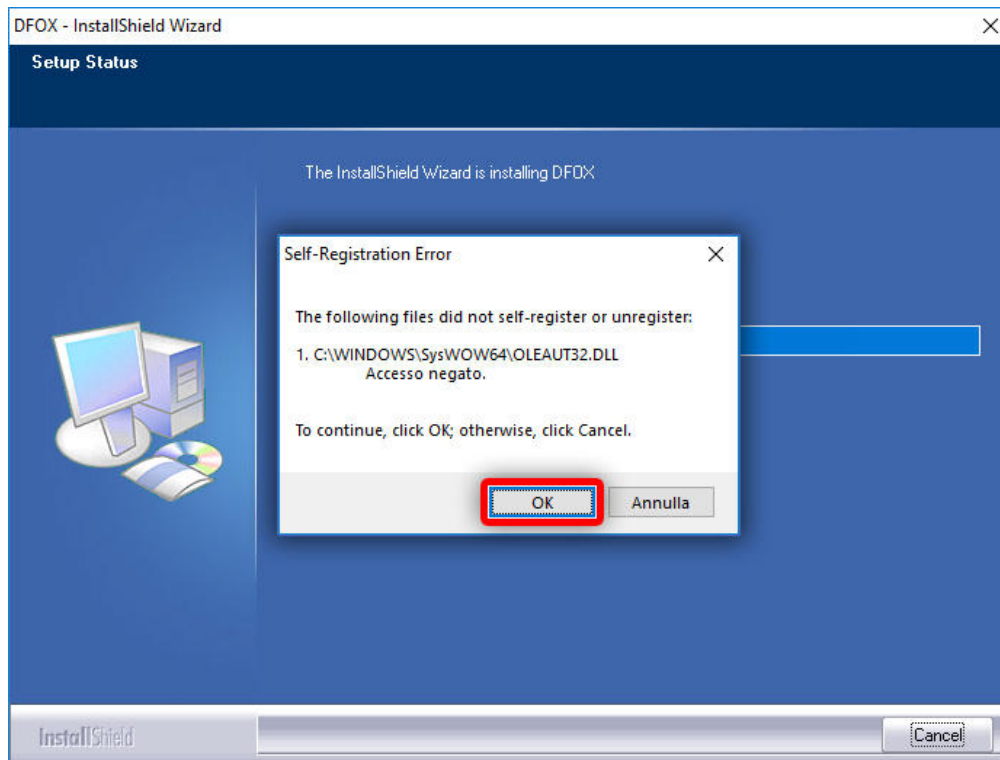 DFOX - InstallShield Wizard
Setup Status
The InstallShield Wizard is installing DFOX
Self-Registration Error
The following files did not self-register or unregister:
1. C:\WINDOWS\SysWOW64\OLEAUT32.DLL
Accesso negato.
To continue, click OK; otherwise, click Cancel.
OK Annulla
InstallShield
Cancel